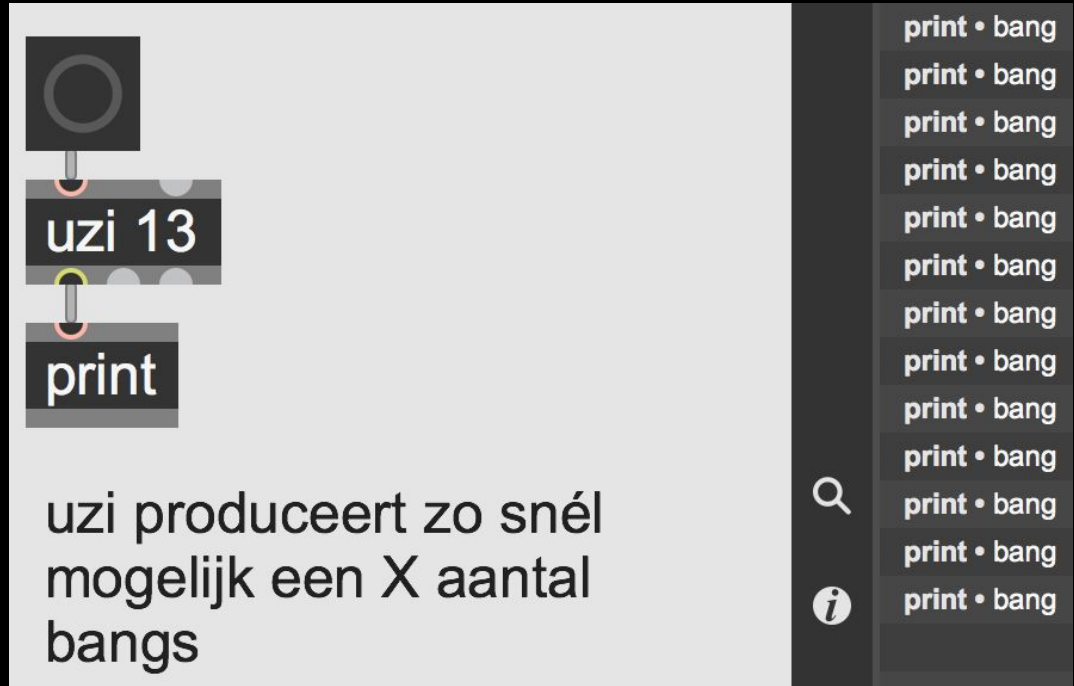 uzi 13
print
uzi produceert zo snél
mogelijk een X aantal
bangs
print • bang
print • bang
print • bang
print • bang
print • bang
print • bang
print • bang
print • bang
print • bang
print • bang
print • bang
print • bang
print • bang